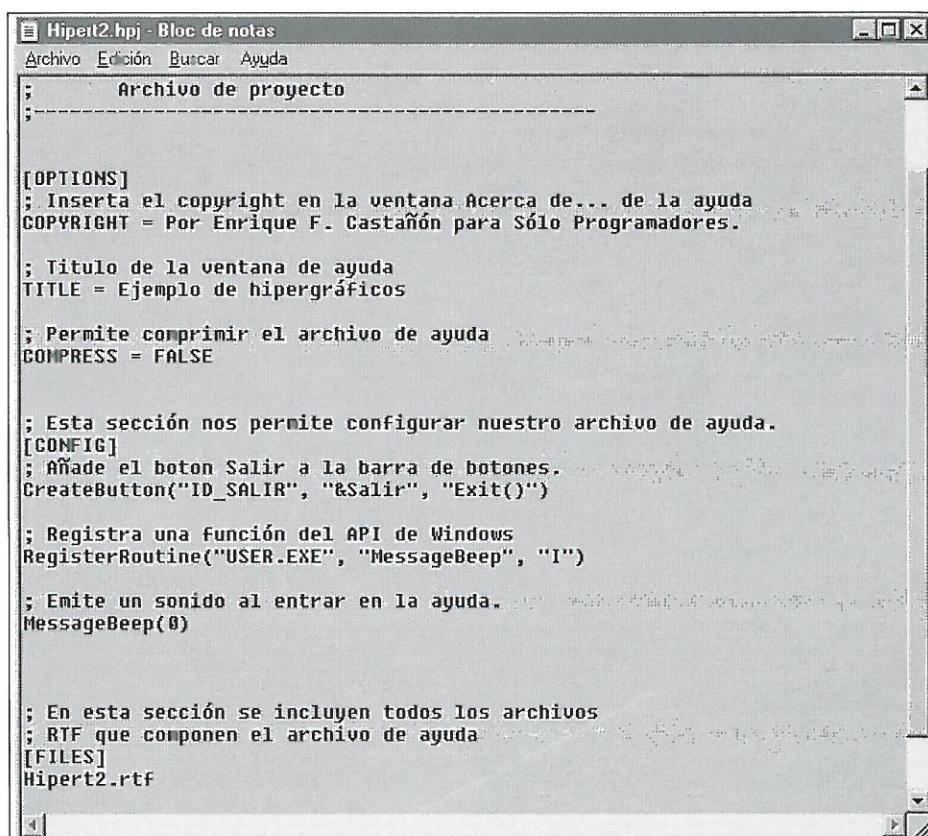 Hipert2.hpj - Bloc de notas
Archivo Edición Buscar Ayuda
; Archivo de proyecto
;--------------------------------------------------
[OPTIONS]
; Inserta el copyright en la ventana Acerca de... de la ayuda
COPYRIGHT = Por Enrique F. Castañón para Sólo Programadores.
; Titulo de la ventana de ayuda
TITLE = Ejemplo de hipergráficos
; Permite comprimir el archivo de ayuda
COMPRESS = FALSE
; Esta sección nos permite configurar nuestro archivo de ayuda.
[CONFIG]
; Añade el boton Salir a la barra de botones.
CreateButton("ID_SALIR", "&Salir", "Exit()")
; Registra una función del API de Windows
RegisterRoutine("USER.EXE", "MessageBeep", "I")
; Emite un sonido al entrar en la ayuda.
MessageBeep(0)
; En esta sección se incluyen todos los archivos
; RTF que componen el archivo de ayuda
[FILES]
Hipert2.rtf